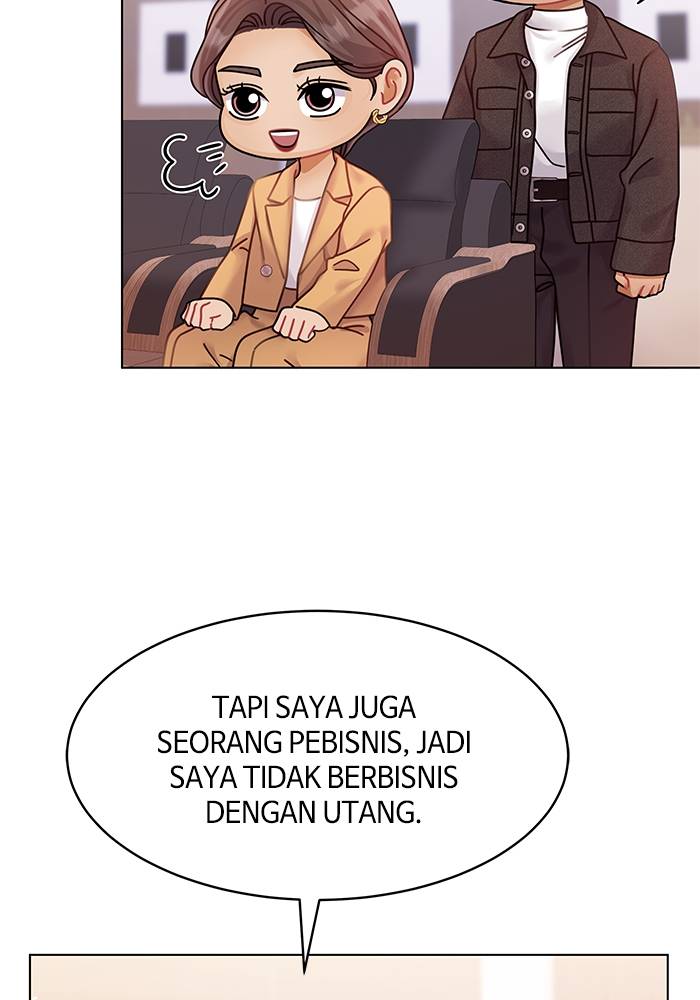 TAPI SAYA JUGA
SEORANG PEBISNIS, JADI
SAYA TIDAK BERBISNIS
DENGAN UTANG.